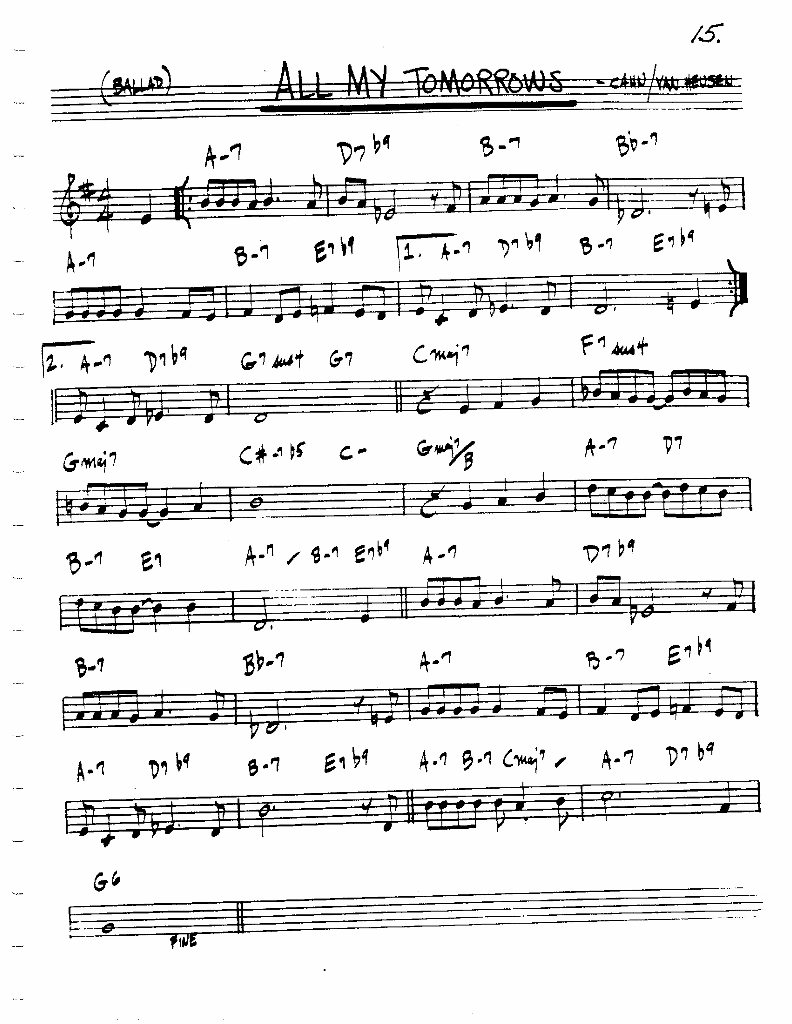 15.
(BALLAD) ALL MY TOMORROWS - CAHN/VAN HEUSEN
A-7 D7b9 B-7 Bb-7
4 4
A-7 B-7 E7b9 1. A-7 D7b9 B-7 E7b9
2. A-7 D7b9 G7sus4 G7 Cmaj7 F7sus4
Gmaj7 C#-7b5 C- Gmaj7/B A-7 D7
B-7 E7 A-7 / B-7 E7b9 A-7 D7b9
B-7 Bb-7 A-7 B-7 E7b9
A-7 D7b9 B-7 E7b9 A-7 B-7 Cmaj7 / A-7 D7b9
G6
FINE